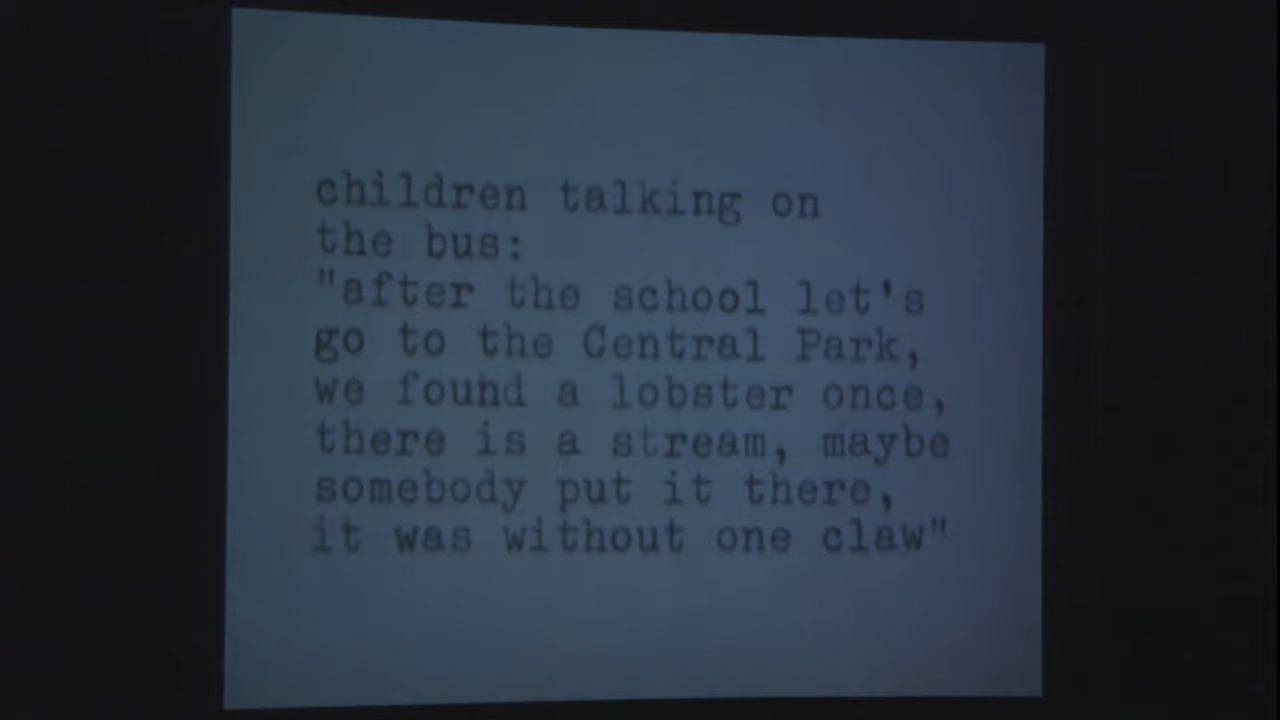 children talking on
the bus:
"after the school let's
go to the Central Park,
we found a lobster once,
there is a stream, maybe
somebody put it there,
it was without one claw"